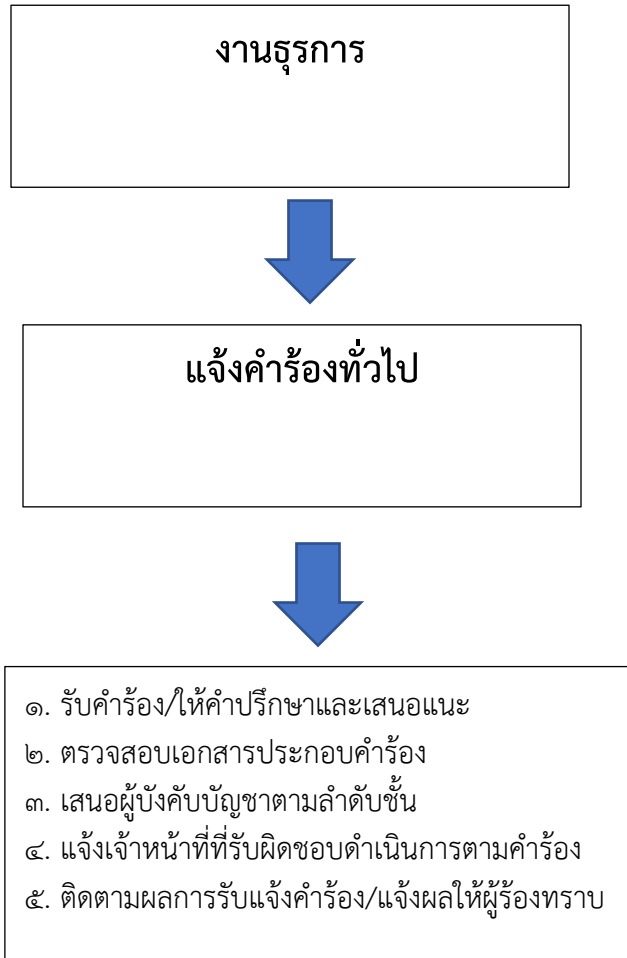 งานธุรการ
แจ้งคำร้องทั่วไป
๑. รับคำร้อง/ให้คำปรึกษาและเสนอแนะ
๒. ตรวจสอบเอกสารประกอบคำร้อง
๓. เสนอผู้บังคับบัญชาตามลำดับชั้น
๔. แจ้งเจ้าหน้าที่ที่รับผิดชอบดำเนินการตามคำร้อง
๕. ติดตามผลการรับแจ้งคำร้อง/แจ้งผลให้ผู้ร้องทราบ